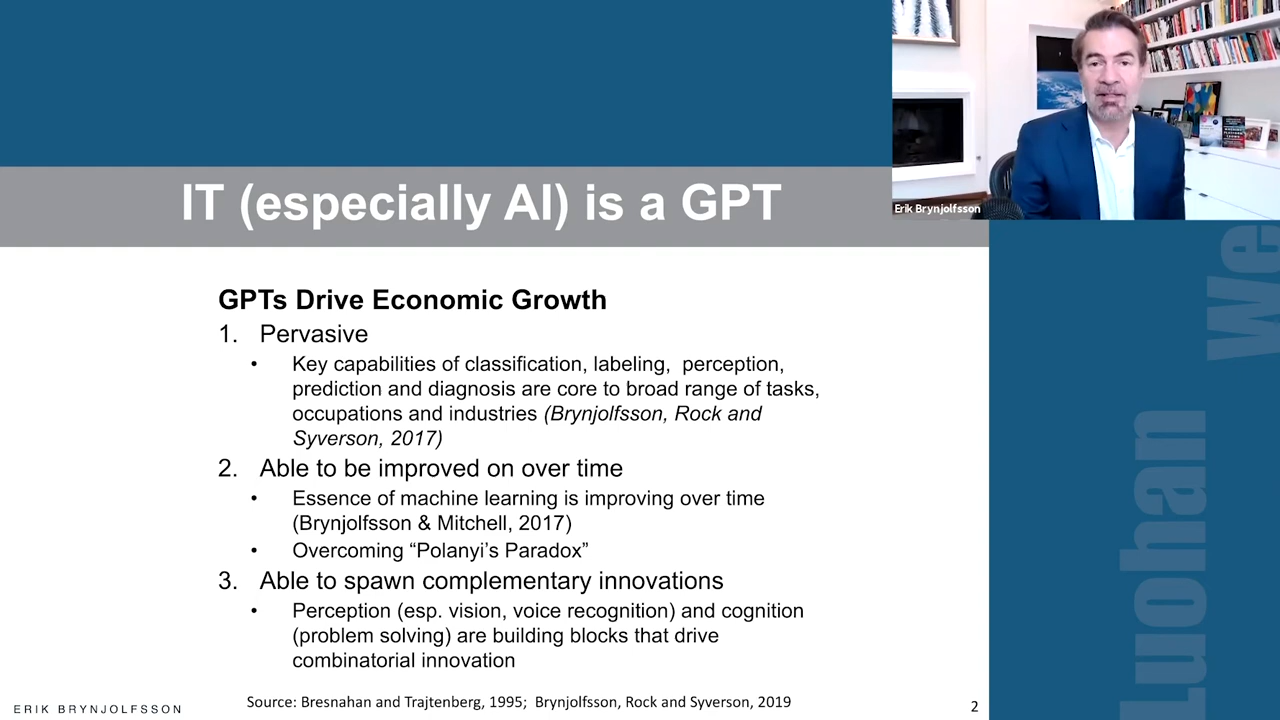 IT (especially AI) is a GPT
Erik Brynjolfsson
GPTs Drive Economic Growth
1. Pervasive
• Key capabilities of classification, labeling, perception,
prediction and diagnosis are core to broad range of tasks,
occupations and industries (Brynjolfsson, Rock and
Syverson, 2017)
2. Able to be improved on over time
• Essence of machine learning is improving over time
(Brynjolfsson & Mitchell, 2017)
• Overcoming “Polanyi’s Paradox”
3. Able to spawn complementary innovations
• Perception (esp. vision, voice recognition) and cognition
(problem solving) are building blocks that drive
combinatorial innovation
Source: Bresnahan and Trajtenberg, 1995; Brynjolfsson, Rock and Syverson, 2019
ERIK BRYNJOLFSSON
2
Luohan
We